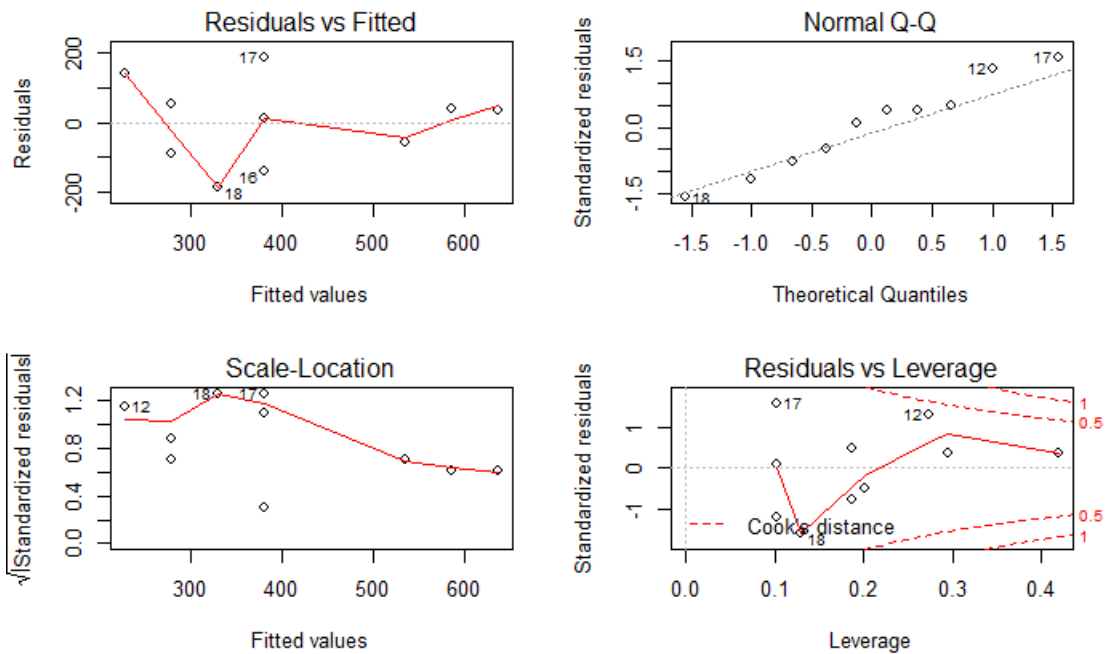 Residuals vs Fitted
Residuals
200
0
-200
17
16
18
300 400 500 600
Fitted values
Normal Q-Q
Standardized residuals
1.5
0.0
-1.5
12
17
18
-1.5 -1.0 -0.5 0.0 0.5 1.0 1.5
Theoretical Quantiles
Scale-Location
√|Standardized residuals|
1.2
0.8
0.4
0.0
12
18
17
300 400 500 600
Fitted values
Residuals vs Leverage
Standardized residuals
1
0
-1
17
12
18
Cook's distance
1
0.5
0.5
1
0.0 0.1 0.2 0.3 0.4
Leverage